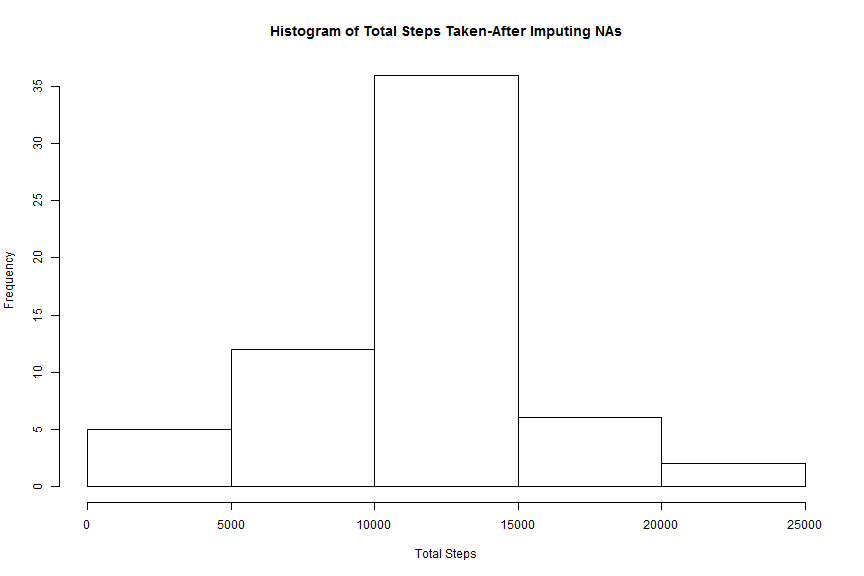 Histogram of Total Steps Taken-After Imputing NAs
35
30
25
20
15
10
5
0
Frequency
0 5000 10000 15000 20000 25000
Total Steps